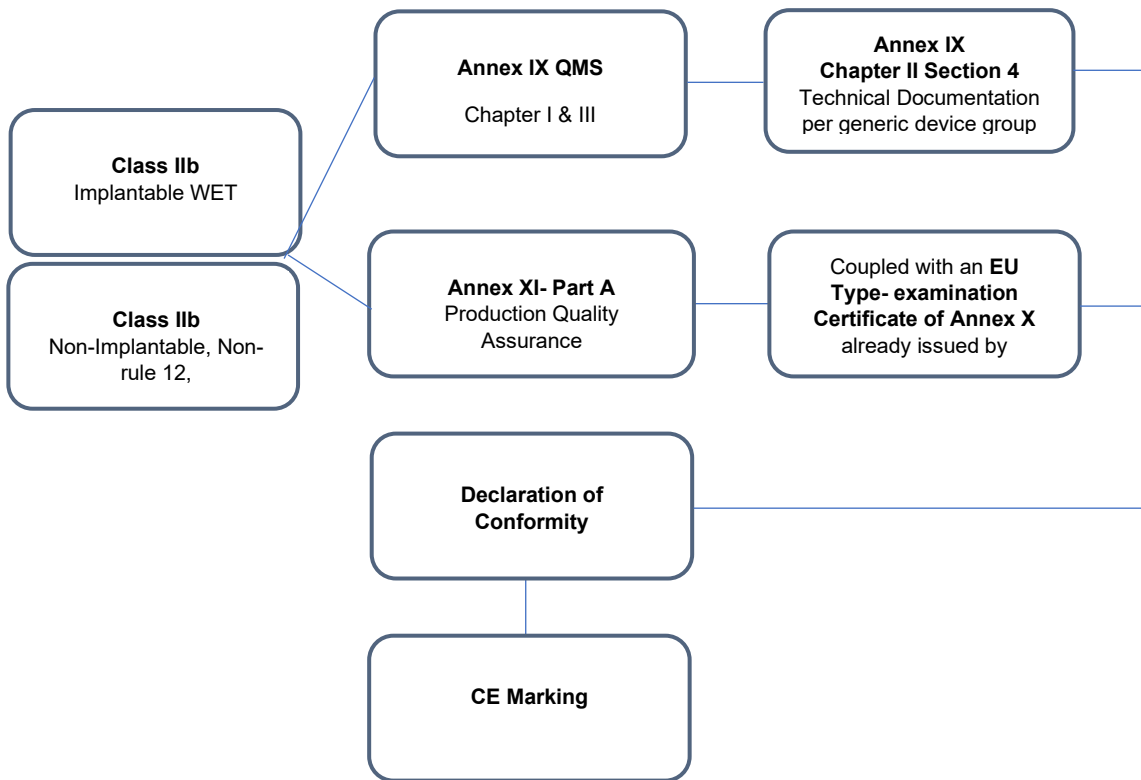 Class IIb
Implantable WET
Class IIb
Non-Implantable, Non-
rule 12,
Annex IX QMS
Chapter I & III
Annex IX
Chapter II Section 4
Technical Documentation
per generic device group
Annex XI- Part A
Production Quality
Assurance
Coupled with an EU
Type- examination
Certificate of Annex X
already issued by
Declaration of
Conformity
CE Marking